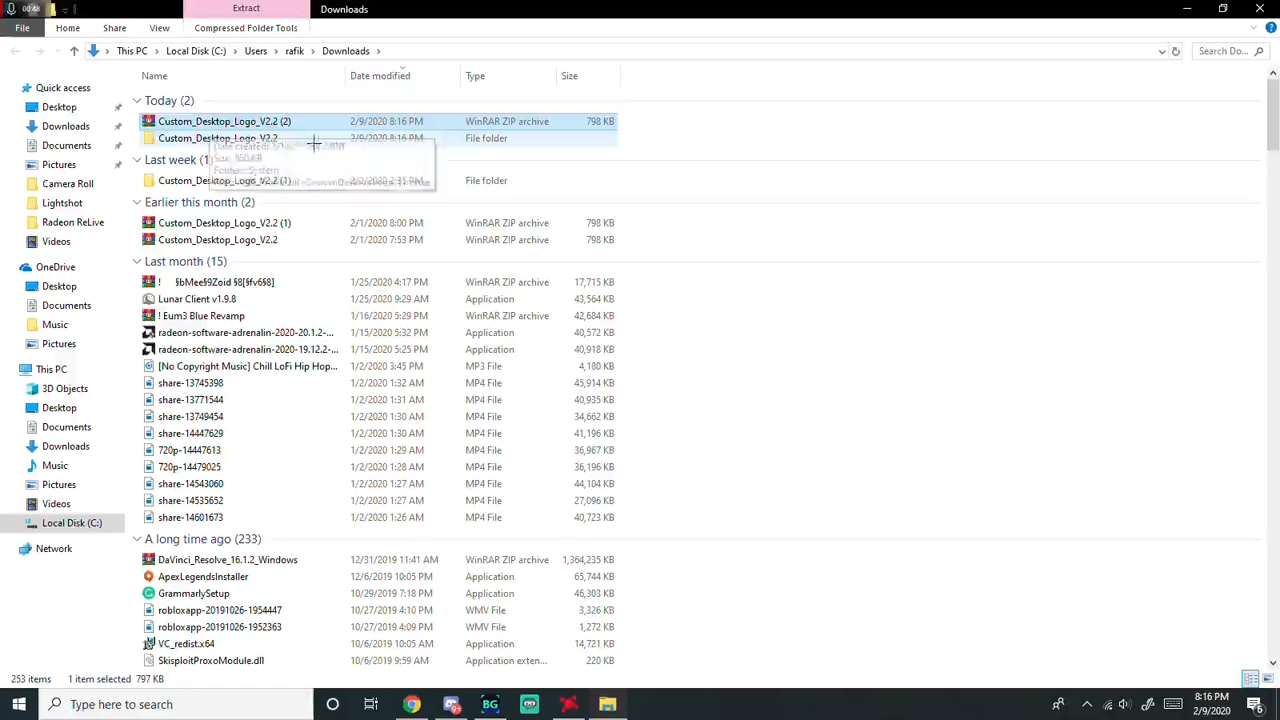 00:48
Extract
Downloads
File
Home
Share
View
Compressed Folder Tools
This PC
Local Disk (C:)
Users
rafik
Downloads
Search Do...
Name
Date modified
Type
Size
Quick access
Desktop
Downloads
Documents
Pictures
Camera Roll
Lightshot
Radeon ReLive
Videos
OneDrive
Desktop
Documents
Music
Pictures
This PC
3D Objects
Desktop
Documents
Downloads
Music
Pictures
Videos
Local Disk (C:)
Network
Today (2)
Custom_Desktop_Logo_V2.2 (2) 2/9/2020 8:16 PM WinRAR ZIP archive 798 KB
Custom_Desktop_Logo_V2.2 2/9/2020 8:16 PM File folder
Last week (1)
Custom_Desktop_Logo_V2.2 (1) 2/2/2020 2:35 PM File folder
Earlier this month (2)
Custom_Desktop_Logo_V2.2 (1) 2/1/2020 8:00 PM WinRAR ZIP archive 798 KB
Custom_Desktop_Logo_V2.2 2/1/2020 7:53 PM WinRAR ZIP archive 798 KB
Last month (15)
! §bMee§9Zoid §8[§fv6§8] 1/25/2020 4:17 PM WinRAR ZIP archive 17,715 KB
Lunar Client v1.9.8 1/25/2020 9:29 AM Application 43,564 KB
! Eum3 Blue Revamp 1/16/2020 5:29 PM WinRAR ZIP archive 42,684 KB
radeon-software-adrenalin-2020-20.1.2-... 1/15/2020 5:32 PM Application 40,572 KB
radeon-software-adrenalin-2020-19.12.2-... 1/15/2020 5:25 PM Application 40,918 KB
[No Copyright Music] Chill LoFi Hip Hop... 1/2/2020 3:45 PM MP3 File 4,180 KB
share-13745398 1/2/2020 1:32 AM MP4 File 45,914 KB
share-13771544 1/2/2020 1:31 AM MP4 File 40,935 KB
share-13749454 1/2/2020 1:30 AM MP4 File 34,662 KB
share-14447629 1/2/2020 1:30 AM MP4 File 41,196 KB
720p-14447613 1/2/2020 1:29 AM MP4 File 36,967 KB
720p-14479025 1/2/2020 1:28 AM MP4 File 36,196 KB
share-14543060 1/2/2020 1:27 AM MP4 File 44,104 KB
share-14535652 1/2/2020 1:27 AM MP4 File 27,096 KB
share-14601673 1/2/2020 1:26 AM MP4 File 40,723 KB
A long time ago (233)
DaVinci_Resolve_16.1.2_Windows 12/31/2019 11:41 AM WinRAR ZIP archive 1,364,235 KB
ApexLegendsInstaller 12/6/2019 10:05 PM Application 65,744 KB
GrammarlySetup 10/29/2019 7:18 PM Application 46,303 KB
robloxapp-20191026-1954447 10/27/2019 4:10 PM WMV File 3,326 KB
robloxapp-20191026-1952363 10/27/2019 4:09 PM WMV File 1,272 KB
VC_redist.x64 10/6/2019 10:05 AM Application 14,721 KB
SkisploitProxoModule.dll 10/6/2019 9:59 AM Application exten... 220 KB
253 items 1 item selected 797 KB
Type here to search
BG
8:16 PM
2/9/2020
6